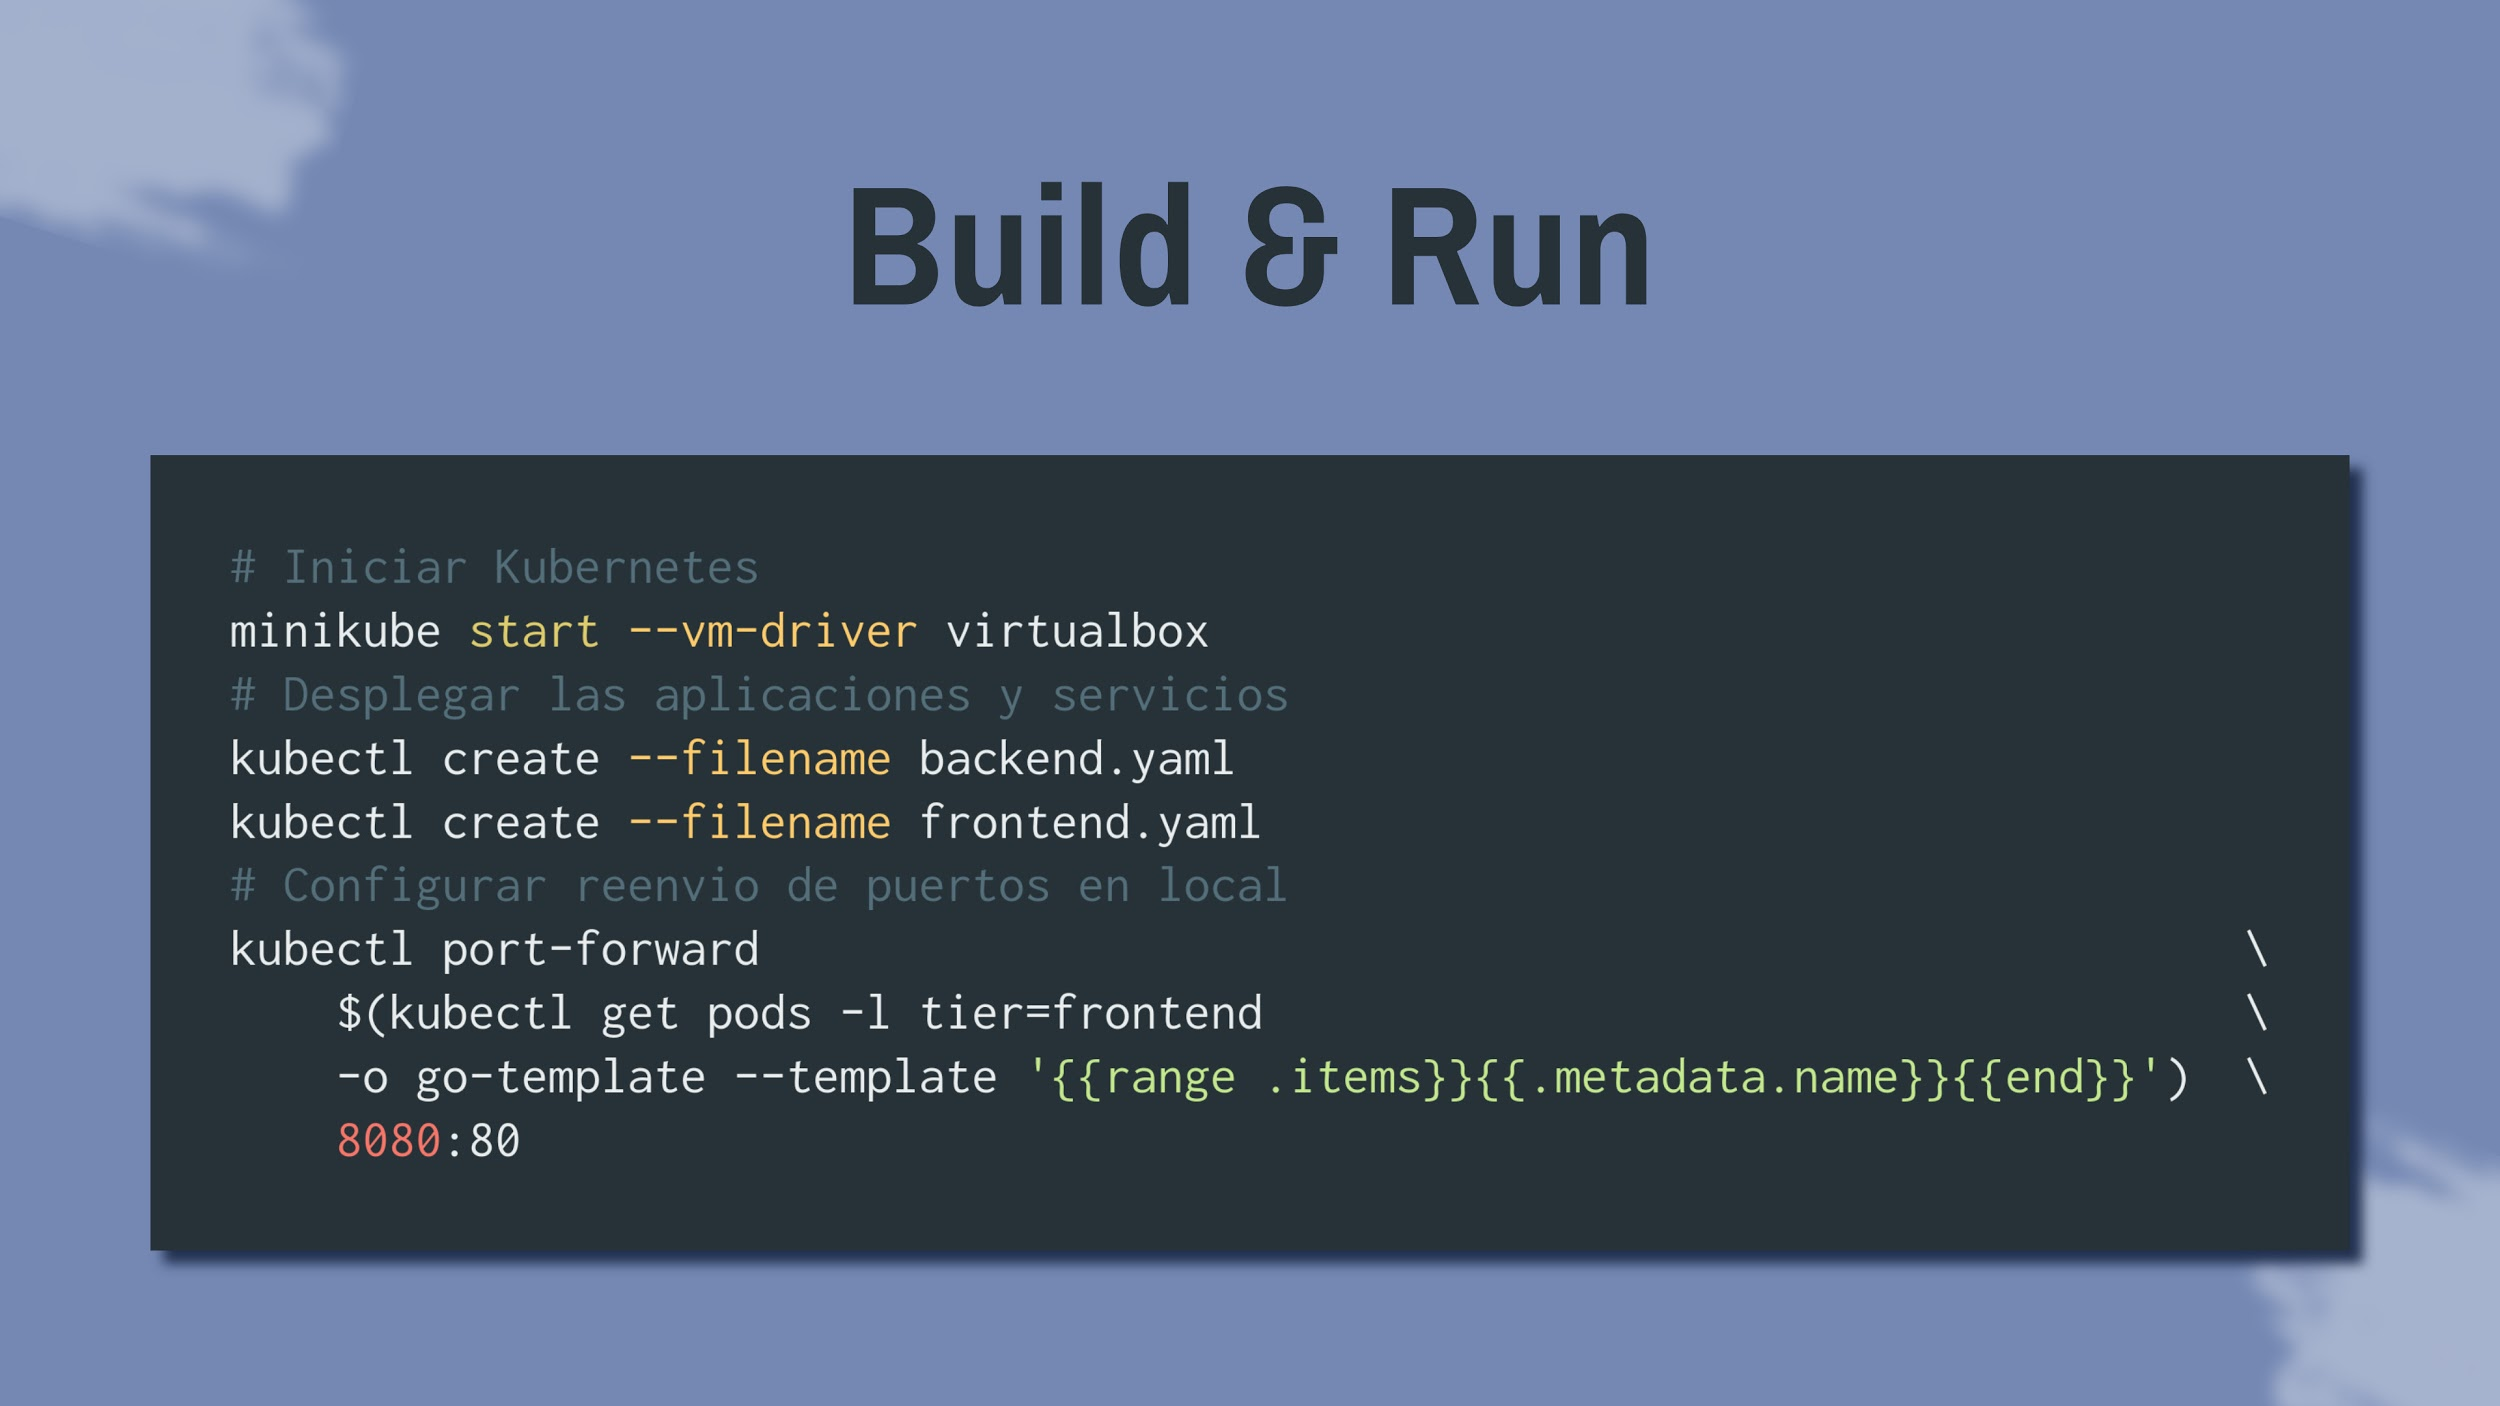 Build & Run
# Iniciar Kubernetes
minikube start --vm-driver virtualbox
# Desplegar las aplicaciones y servicios
kubectl create --filename backend.yaml
kubectl create --filename frontend.yaml
# Configurar reenvio de puertos en local
kubectl port-forward \
$(kubectl get pods -l tier=frontend \
-o go-template --template '{{range .items}}{{.metadata.name}}{{end}}') \
8080:80